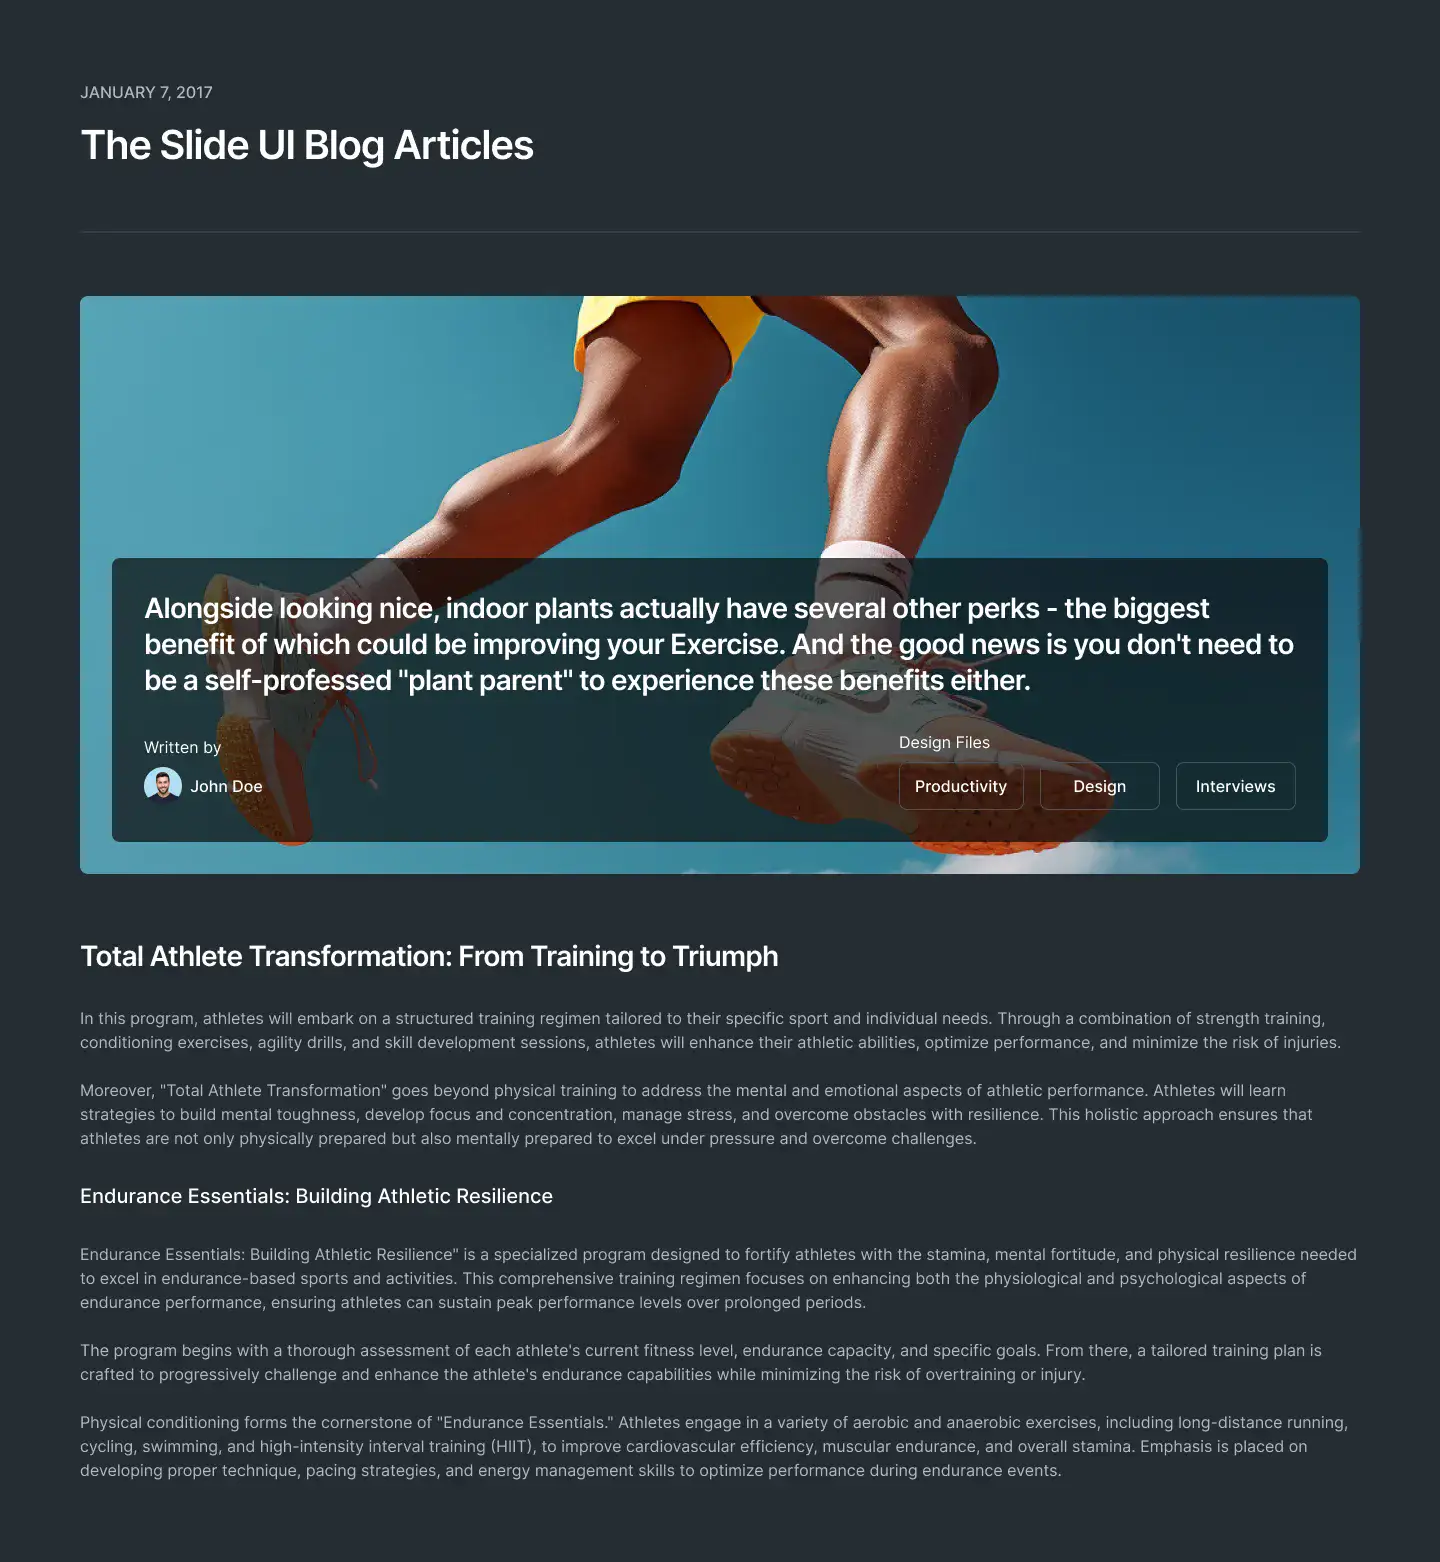 JANUARY 7, 2017
The Slide UI Blog Articles
Alongside looking nice, indoor plants actually have several other perks - the biggest
benefit of which could be improving your Exercise. And the good news is you don't need to
be a self-professed "plant parent" to experience these benefits either.
Written by
John Doe
Design Files
Productivity
Design
Interviews
Total Athlete Transformation: From Training to Triumph
In this program, athletes will embark on a structured training regimen tailored to their specific sport and individual needs. Through a combination of strength training,
conditioning exercises, agility drills, and skill development sessions, athletes will enhance their athletic abilities, optimize performance, and minimize the risk of injuries.
Moreover, "Total Athlete Transformation" goes beyond physical training to address the mental and emotional aspects of athletic performance. Athletes will learn
strategies to build mental toughness, develop focus and concentration, manage stress, and overcome obstacles with resilience. This holistic approach ensures that
athletes are not only physically prepared but also mentally prepared to excel under pressure and overcome challenges.
Endurance Essentials: Building Athletic Resilience
Endurance Essentials: Building Athletic Resilience" is a specialized program designed to fortify athletes with the stamina, mental fortitude, and physical resilience needed
to excel in endurance-based sports and activities. This comprehensive training regimen focuses on enhancing both the physiological and psychological aspects of
endurance performance, ensuring athletes can sustain peak performance levels over prolonged periods.
The program begins with a thorough assessment of each athlete's current fitness level, endurance capacity, and specific goals. From there, a tailored training plan is
crafted to progressively challenge and enhance the athlete's endurance capabilities while minimizing the risk of overtraining or injury.
Physical conditioning forms the cornerstone of "Endurance Essentials." Athletes engage in a variety of aerobic and anaerobic exercises, including long-distance running,
cycling, swimming, and high-intensity interval training (HIIT), to improve cardiovascular efficiency, muscular endurance, and overall stamina. Emphasis is placed on
developing proper technique, pacing strategies, and energy management skills to optimize performance during endurance events.